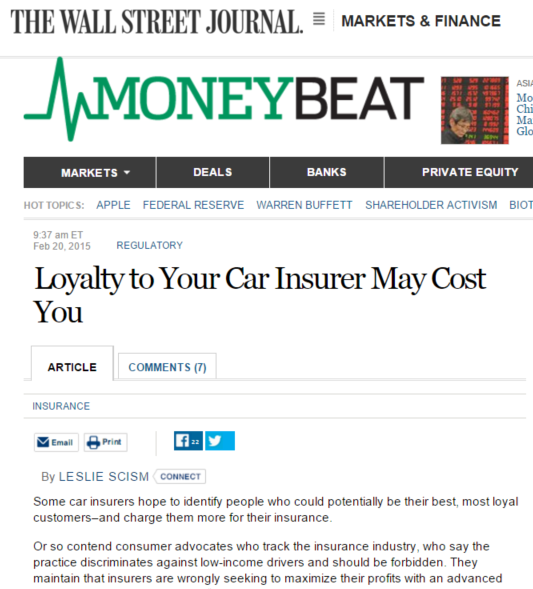 THE WALL STREET JURNAL. MARKETS & FINANCE
MONEYBEAT
ASIA
Mo
Chi
Ma
Glo
MARKETS DEALS BANKS PRIVATE EQUITY
HOT TOPICS: APPLE FEDERAL RESERVE WARREN BUFFETT SHAREHOLDER ACTIVISM BIOT
9:37 am ET
Feb 20, 2015 REGULATORY
Loyalty to Your Car Insurer May Cost
You
ARTICLE COMMENTS (7)
INSURANCE
Email Print f 22
By LESLIE SCISM CONNECT
Some car insurers hope to identify people who could potentially be their best, most loyal
customers–and charge them more for their insurance.
Or so contend consumer advocates who track the insurance industry, who say the
practice discriminates against low-income drivers and should be forbidden. They
maintain that insurers are wrongly seeking to maximize their profits with an advanced